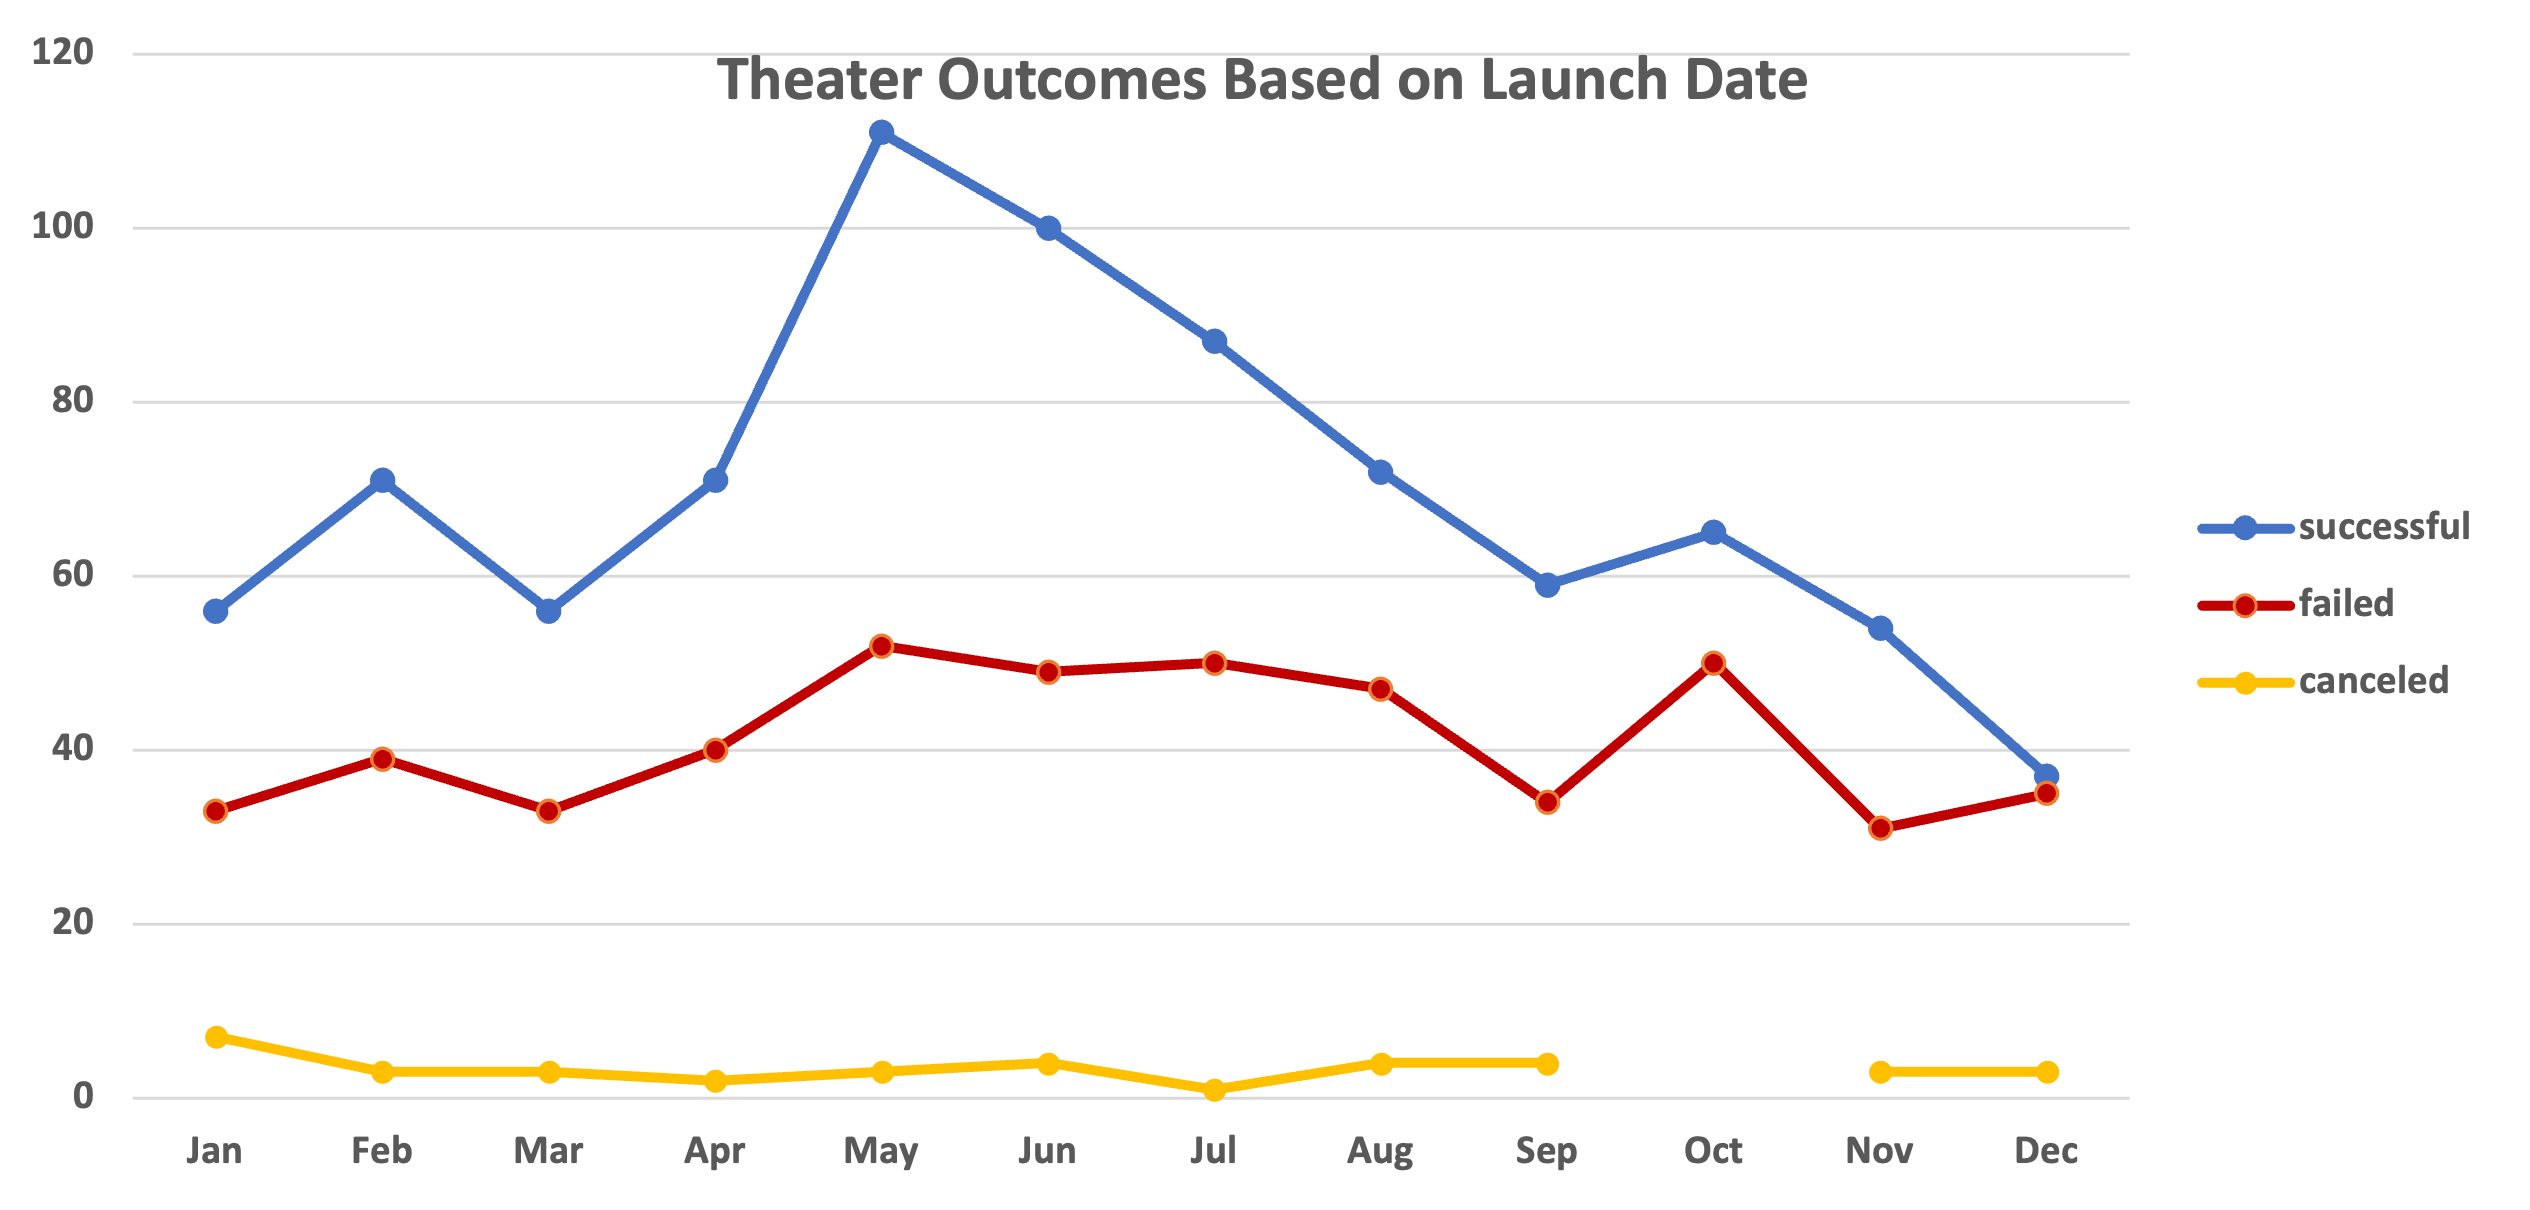 Theater Outcomes Based on Launch Date
120
100
80
60
40
20
0
Jan Feb Mar Apr May Jun Jul Aug Sep Oct Nov Dec
successful
failed
canceled